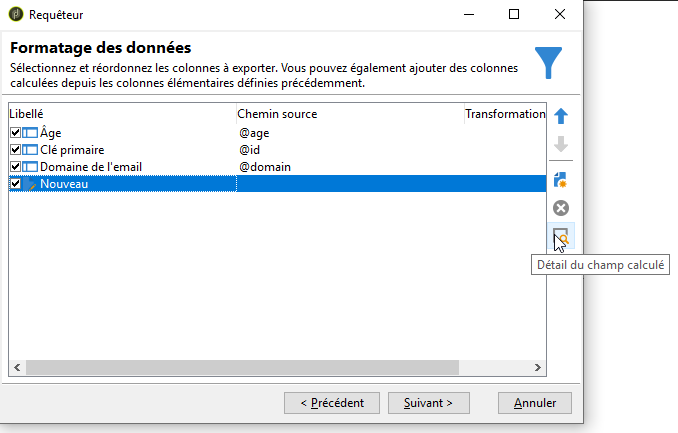 Requêteur
Formatage des données
Sélectionnez et réordonnez les colonnes à exporter. Vous pouvez également ajouter des colonnes
calculées depuis les colonnes élémentaires définies précédemment.
Libellé Chemin source Transformation
Âge @age
Clé primaire @id
Domaine de l'email @domain
Nouveau
Détail du champ calculé
< Précédent Suivant > Annuler